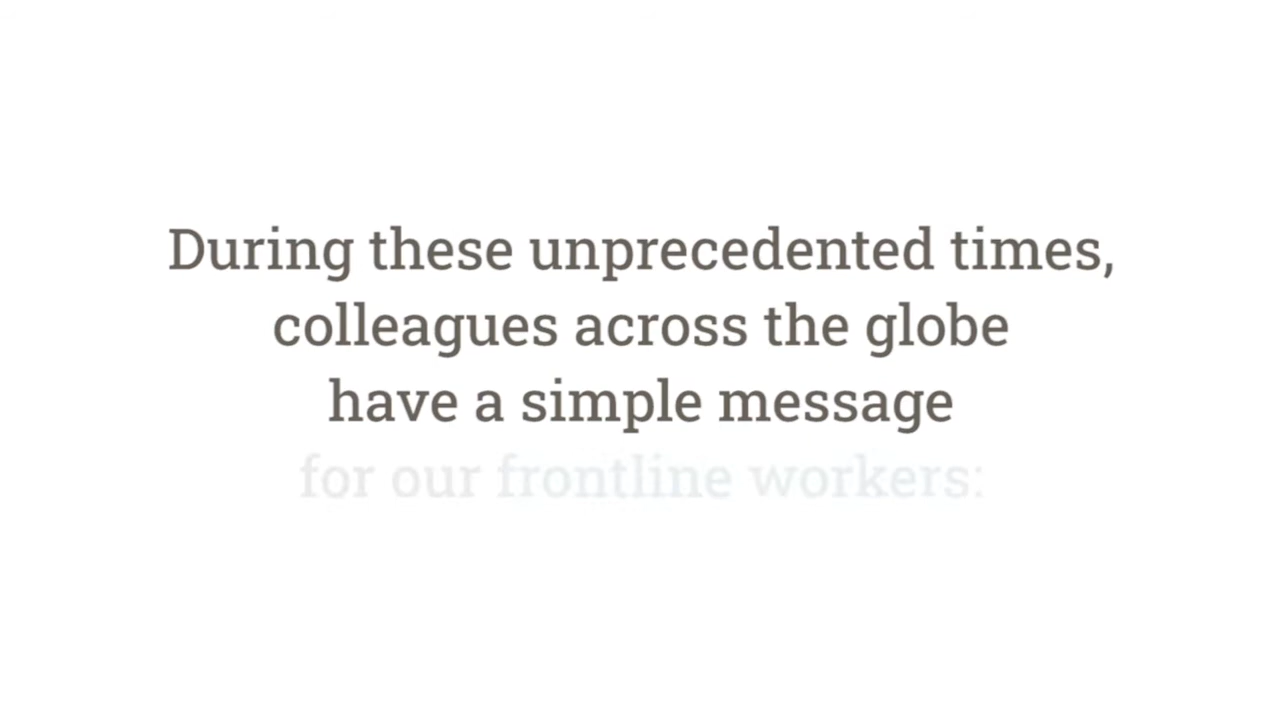 During these unprecedented times,
colleagues across the globe
have a simple message
for our frontline workers: